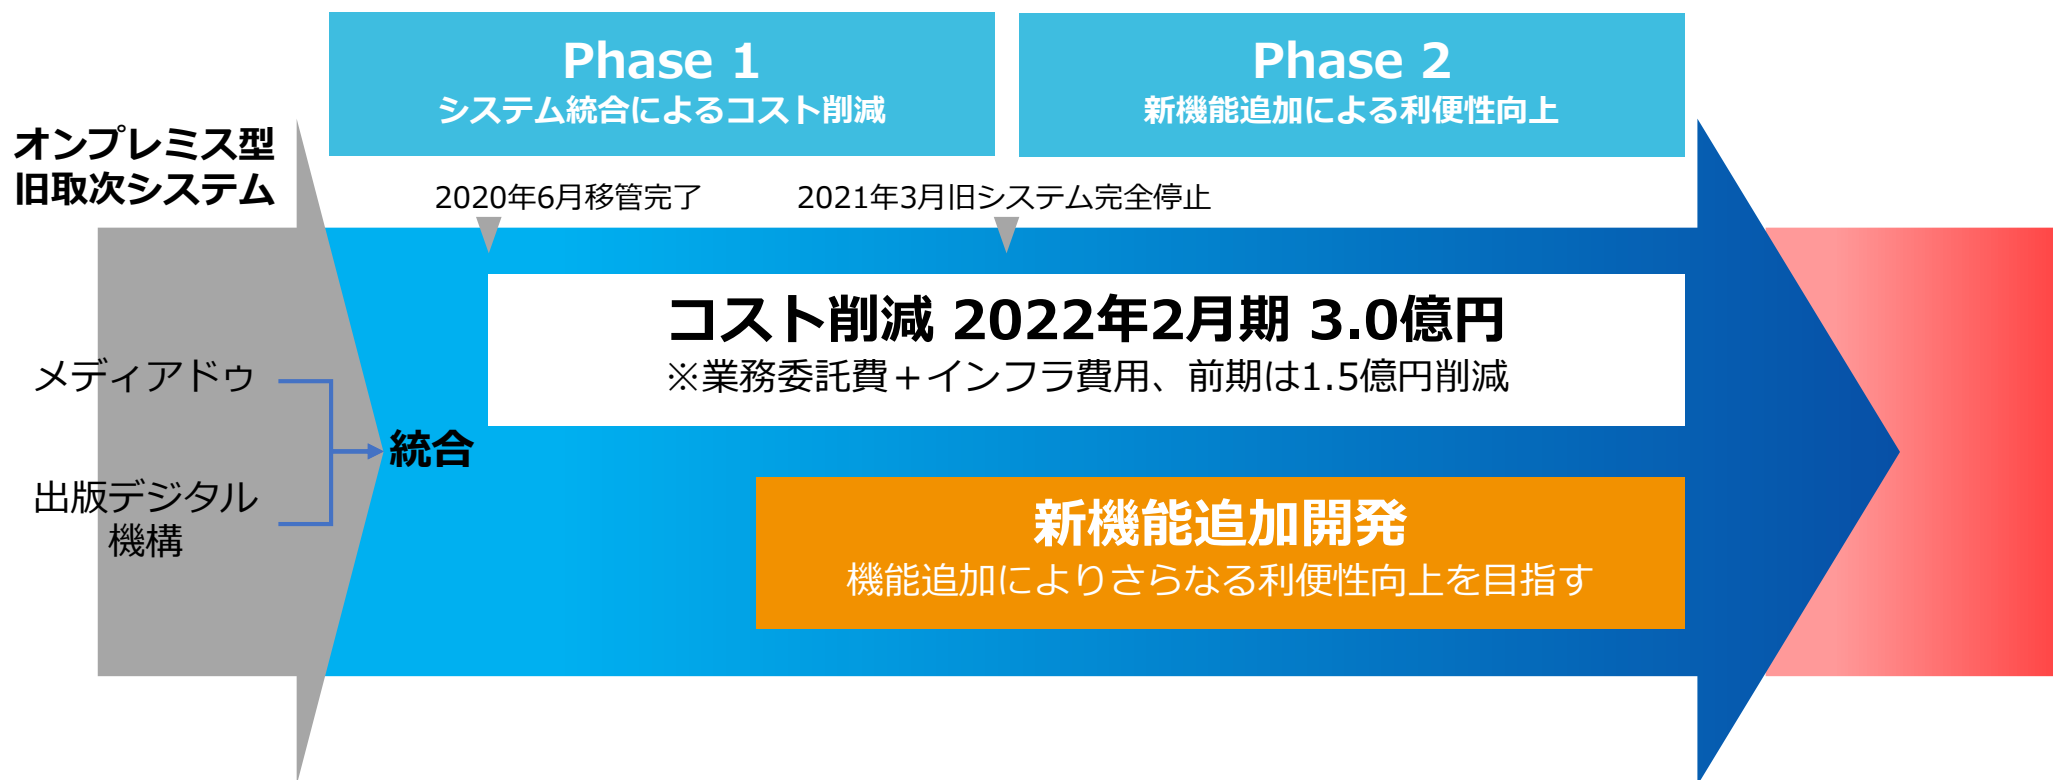 Phase 1
システム統合によるコスト削減
Phase 2
新機能追加による利便性向上
オンプレミス型
旧取次システム
2020年6月移管完了
2021年3月旧システム完全停止
コスト削減 2022年2月期 3.0億円
※業務委託費＋インフラ費用、前期は1.5億円削減
メディアドゥ
統合
出版デジタル
機構
新機能追加開発
機能追加によりさらなる利便性向上を目指す